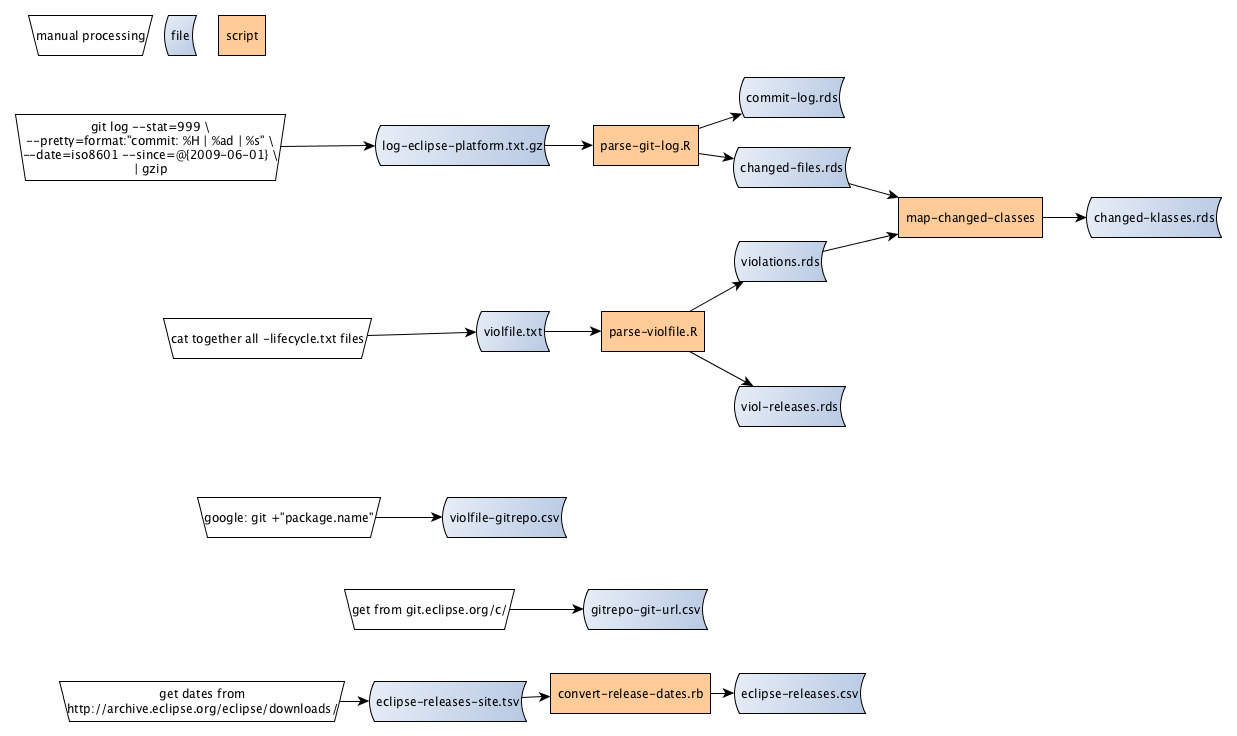 manual processing
file
script
git log --stat=999 \
--pretty=format:"commit: %H | %ad | %s" \
--date=iso8601 --since=@{2009-06-01} \
| gzip
log-eclipse-platform.txt.gz
parse-git-log.R
commit-log.rds
changed-files.rds
map-changed-classes
changed-klasses.rds
violations.rds
cat together all -lifecycle.txt files
violfile.txt
parse-violfile.R
viol-releases.rds
google: git +"package.name"
violfile-gitrepo.csv
get from git.eclipse.org/c/
gitrepo-git-url.csv
get dates from
http://archive.eclipse.org/eclipse/downloads/
eclipse-releases-site.tsv
convert-release-dates.rb
eclipse-releases.csv